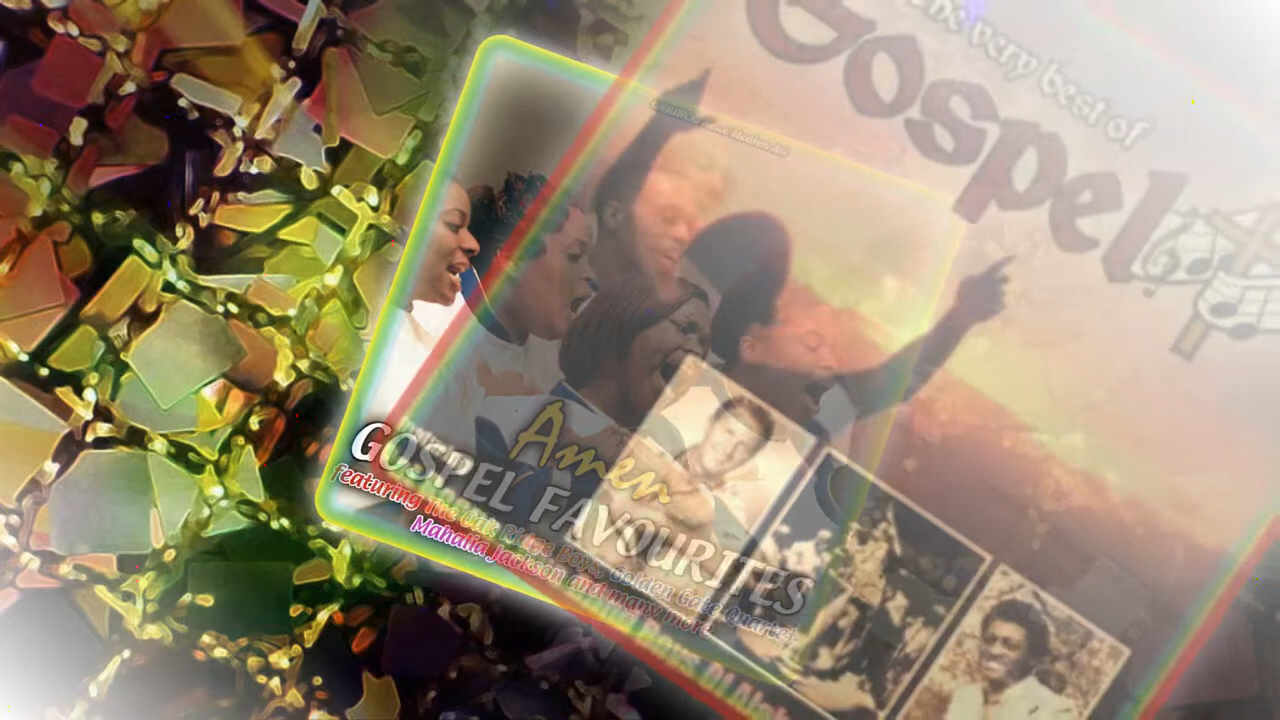 The very best of
Gospel
Amen
GOSPEL FAVOURITES
featuring The Oak Ridge Boys, Golden Gate Quartet,
Mahalia Jackson and many more